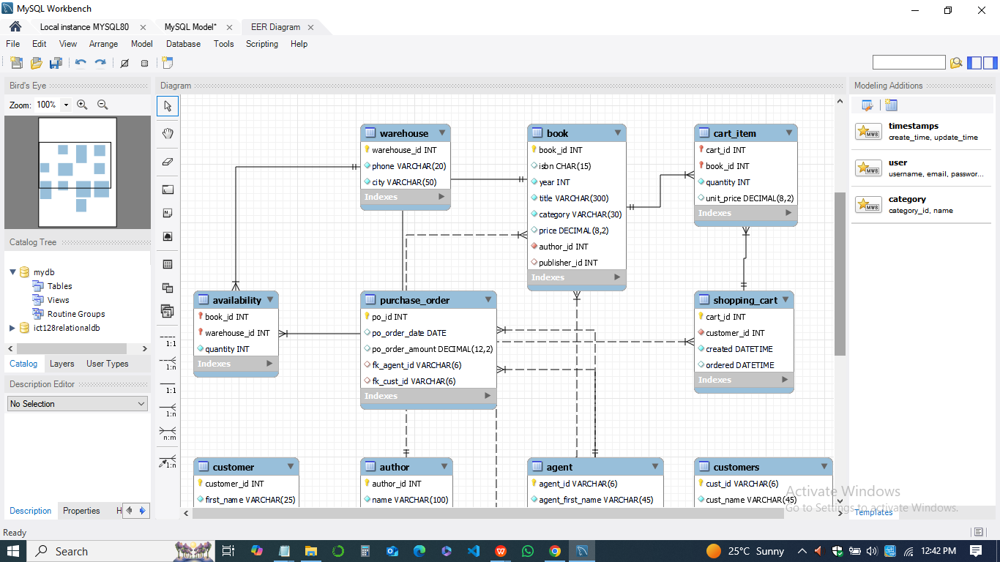 MySQL Workbench
Local instance MYSQL80
MySQL Model*
EER Diagram
File Edit View Arrange Model Database Tools Scripting Help
Bird's Eye
Zoom: 100%
Catalog Tree
mydb
Tables
Views
Routine Groups
ict128relationaldb
Catalog Layers User Types
Description Editor
No Selection
Description Properties H
Diagram
1:1
1:n
1:1
1:n
n:m
1:n
warehouse
warehouse_id INT
phone VARCHAR(20)
city VARCHAR(50)
Indexes
book
book_id INT
isbn CHAR(15)
year INT
title VARCHAR(300)
category VARCHAR(30)
price DECIMAL(8,2)
author_id INT
publisher_id INT
Indexes
cart_item
cart_id INT
book_id INT
quantity INT
unit_price DECIMAL(8,2)
Indexes
availability
book_id INT
warehouse_id INT
quantity INT
Indexes
purchase_order
po_id INT
po_order_date DATE
po_order_amount DECIMAL(12,2)
fk_agent_id VARCHAR(6)
fk_cust_id VARCHAR(6)
Indexes
shopping_cart
cart_id INT
customer_id INT
created DATETIME
ordered DATETIME
Indexes
customer
customer_id INT
first_name VARCHAR(25)
author
author_id INT
name VARCHAR(100)
agent
agent_id VARCHAR(6)
agent_first_name VARCHAR(45)
customers
cust_id VARCHAR(6)
cust_name VARCHAR(45)
Modeling Additions
timestamps
create_time, update_time
user
username, email, passwor...
category
category_id, name
Activate Windows
Go to Settings to activate Windows.
Templates
Ready
Search
25°C Sunny
12:42 PM